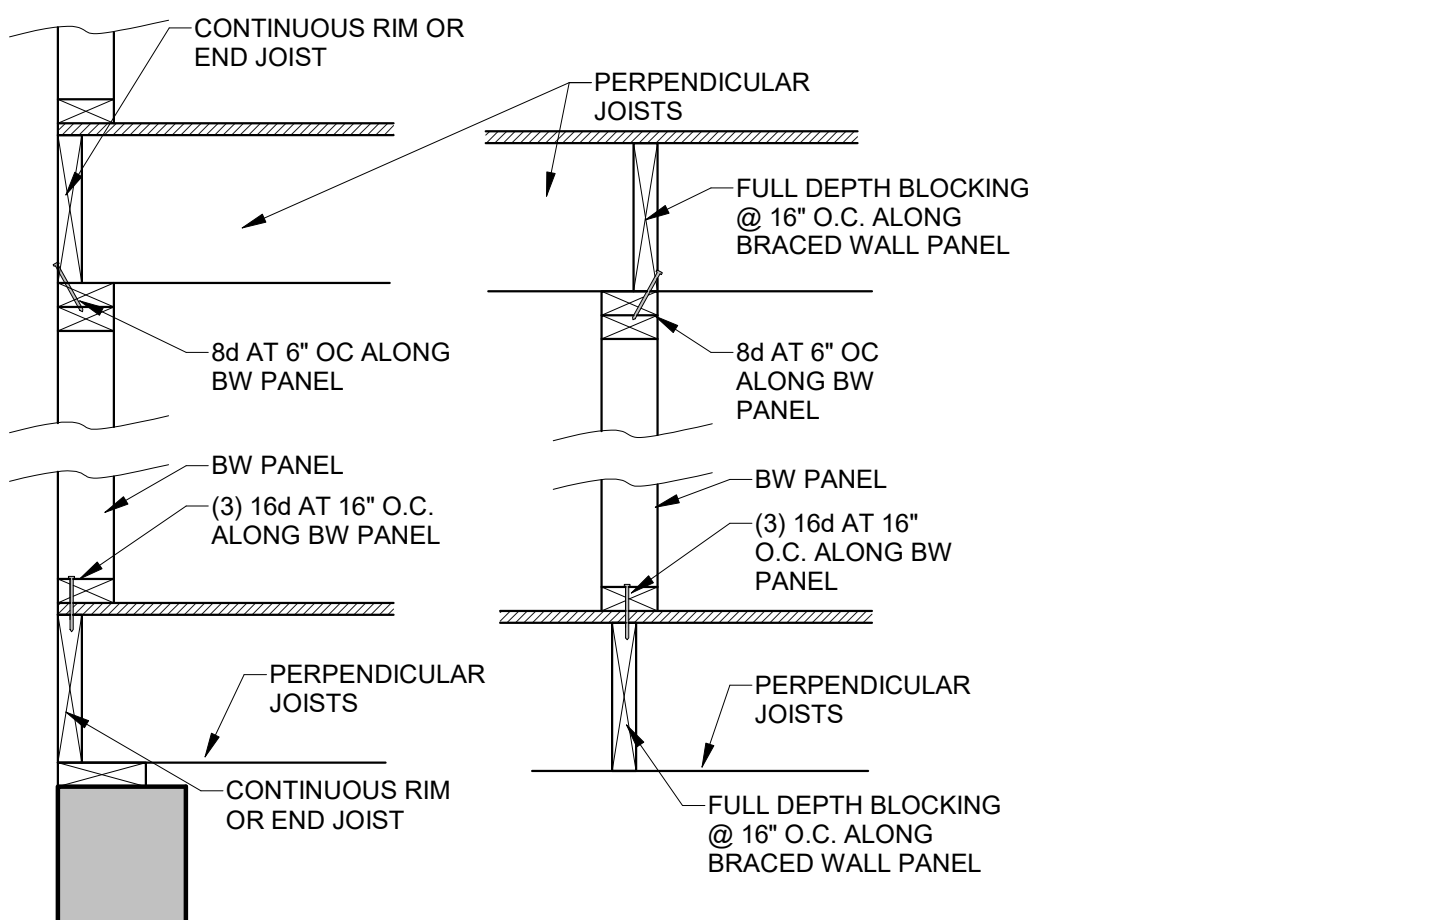 CONTINUOUS RIM OR
END JOIST
PERPENDICULAR
JOISTS
FULL DEPTH BLOCKING
@ 16" O.C. ALONG
BRACED WALL PANEL
8d AT 6" OC ALONG
BW PANEL
8d AT 6" OC
ALONG BW
PANEL
BW PANEL
(3) 16d AT 16" O.C.
ALONG BW PANEL
BW PANEL
(3) 16d AT 16"
O.C. ALONG BW
PANEL
PERPENDICULAR
JOISTS
PERPENDICULAR
JOISTS
CONTINUOUS RIM
OR END JOIST
FULL DEPTH BLOCKING
@ 16" O.C. ALONG
BRACED WALL PANEL